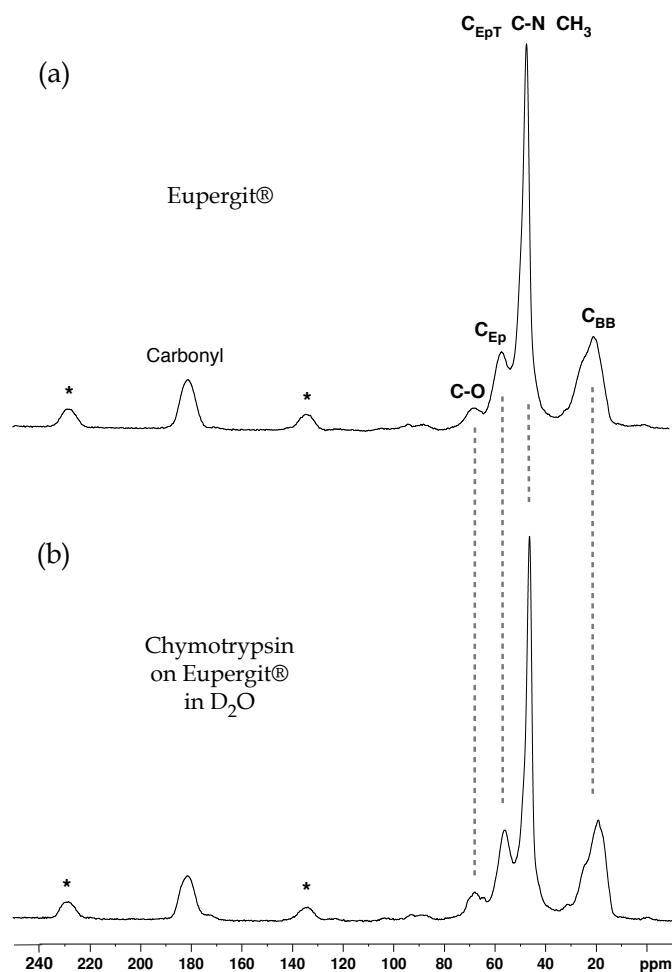 C_EpT C-N CH₃
(a)
Eupergit®
C_Ep
C_BB
Carbonyl
C-O
* *
(b)
Chymotrypsin
on Eupergit®
in D₂O
* *
240 220 200 180 160 140 120 100 80 60 40 20 ppm